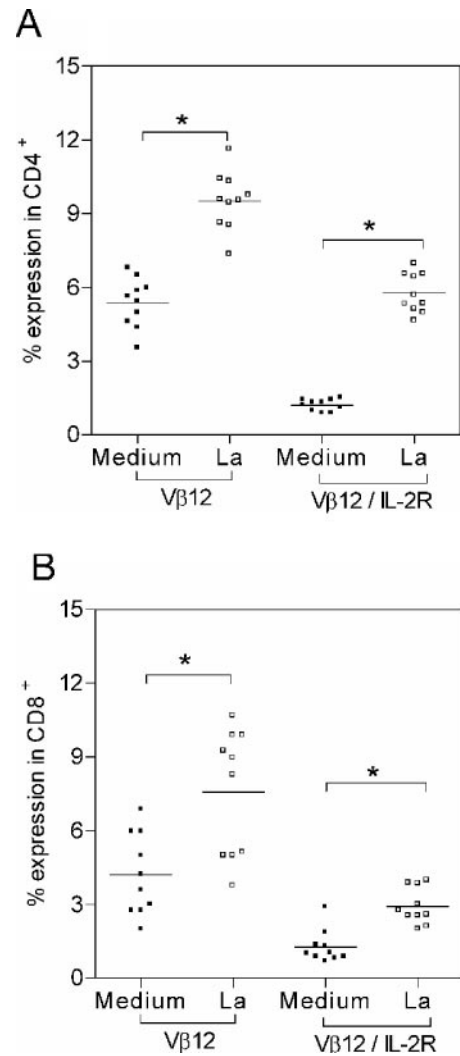 A
% expression in CD4+
15
12
9
6
3
0
*
*
Medium La Medium La
Vβ12 Vβ12 / IL-2R
B
% expression in CD8+
15
12
9
6
3
0
*
*
Medium La Medium La
Vβ12 Vβ12 / IL-2R